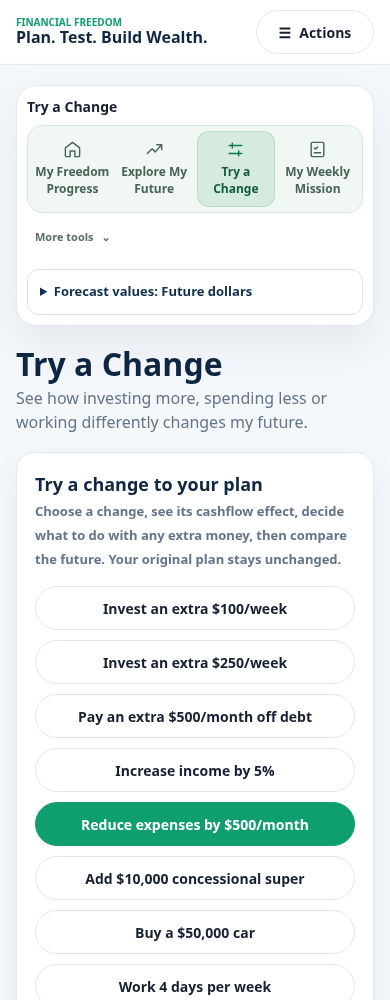 FINANCIAL FREEDOM
Plan. Test. Build Wealth.
☰ Actions
Try a Change
My Freedom
Progress
Explore My
Future
Try a
Change
My Weekly
Mission
More tools ⌄
▶ Forecast values: Future dollars
Try a Change
See how investing more, spending less or
working differently changes my future.
Try a change to your plan
Choose a change, see its cashflow effect, decide
what to do with any extra money, then compare
the future. Your original plan stays unchanged.
Invest an extra $100/week
Invest an extra $250/week
Pay an extra $500/month off debt
Increase income by 5%
Reduce expenses by $500/month
Add $10,000 concessional super
Buy a $50,000 car
Work 4 days per week